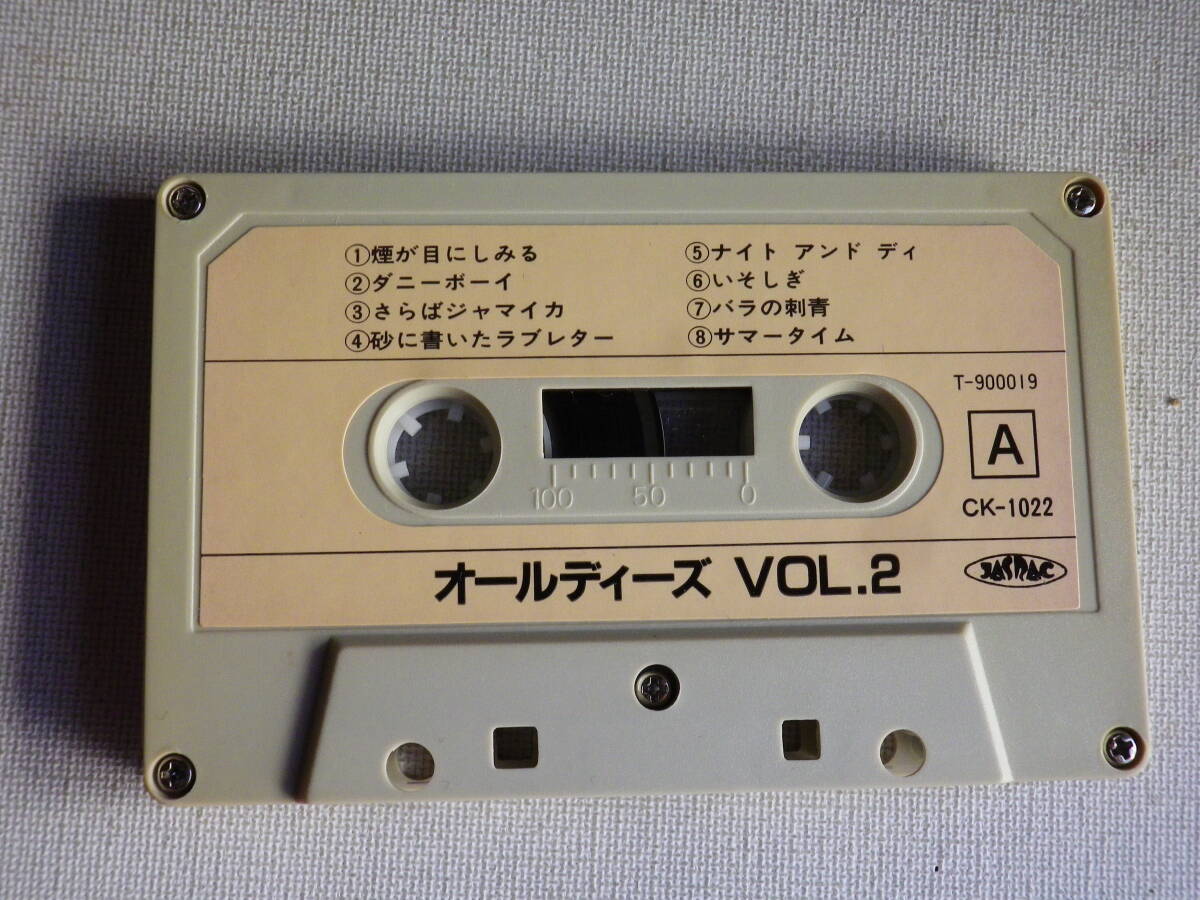 ①煙が目にしみる
②ダニーボーイ
③さらばジャマイカ
④砂に書いたラブレター
⑤ナイト アンド ディ
⑥いそしぎ
⑦バラの刺青
⑧サマータイム
T-900019
A
CK-1022
100 50 0
オールディーズ VOL.2
JASRAC